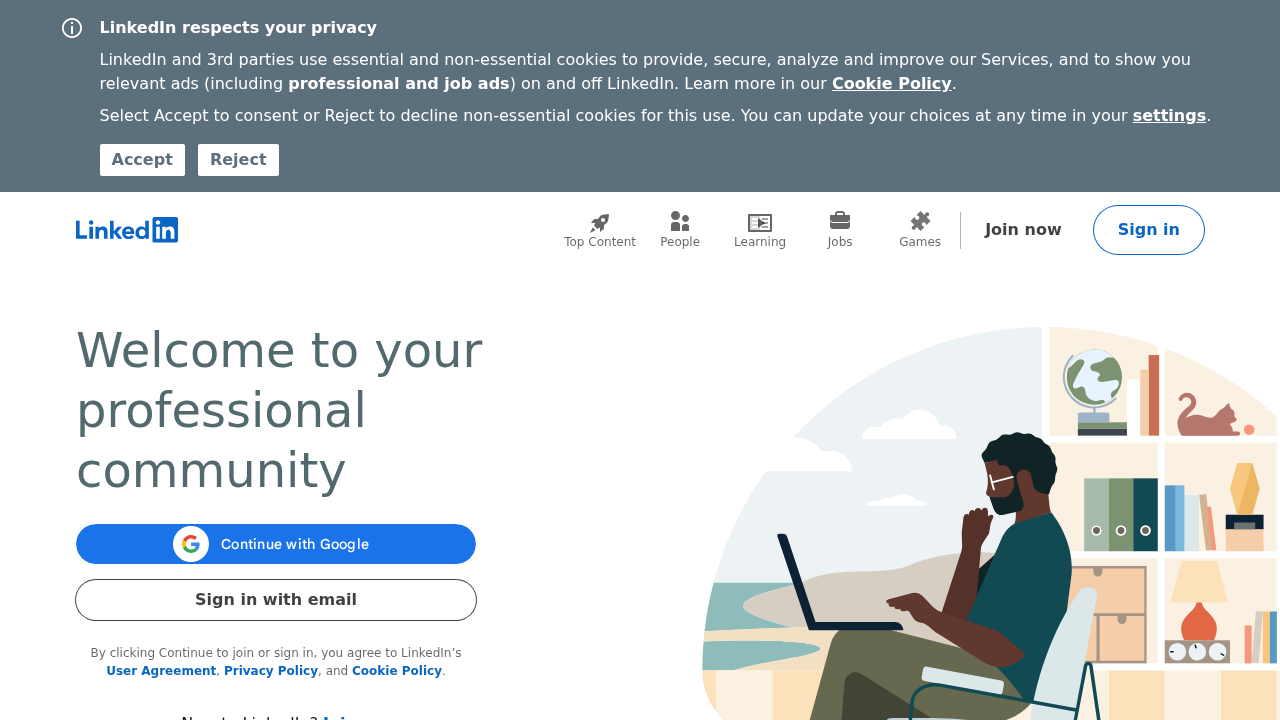 LinkedIn respects your privacy
LinkedIn and 3rd parties use essential and non-essential cookies to provide, secure, analyze and improve our Services, and to show you
relevant ads (including professional and job ads) on and off LinkedIn. Learn more in our Cookie Policy.
Select Accept to consent or Reject to decline non-essential cookies for this use. You can update your choices at any time in your settings.
Accept Reject
LinkedIn
Top Content People Learning Jobs Games Join now Sign in
Welcome to your
professional
community
Continue with Google
Sign in with email
By clicking Continue to join or sign in, you agree to LinkedIn’s
User Agreement, Privacy Policy, and Cookie Policy.